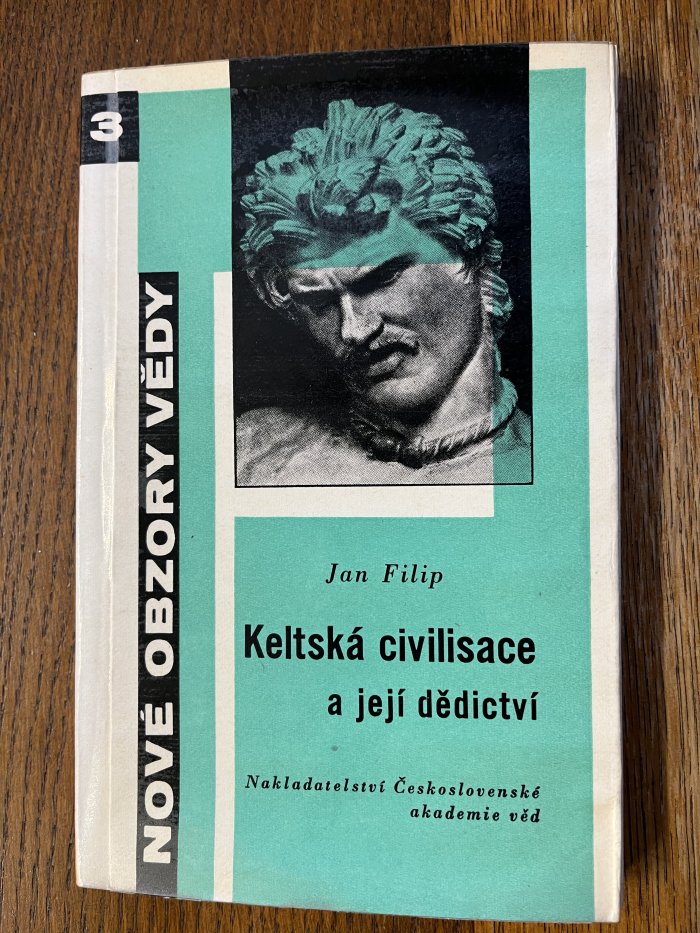 3
NOVÉ OBZORY VĚDY
Jan Filip
Keltská civilisace
a její dědictví
Nakladatelství Československé
akademie věd